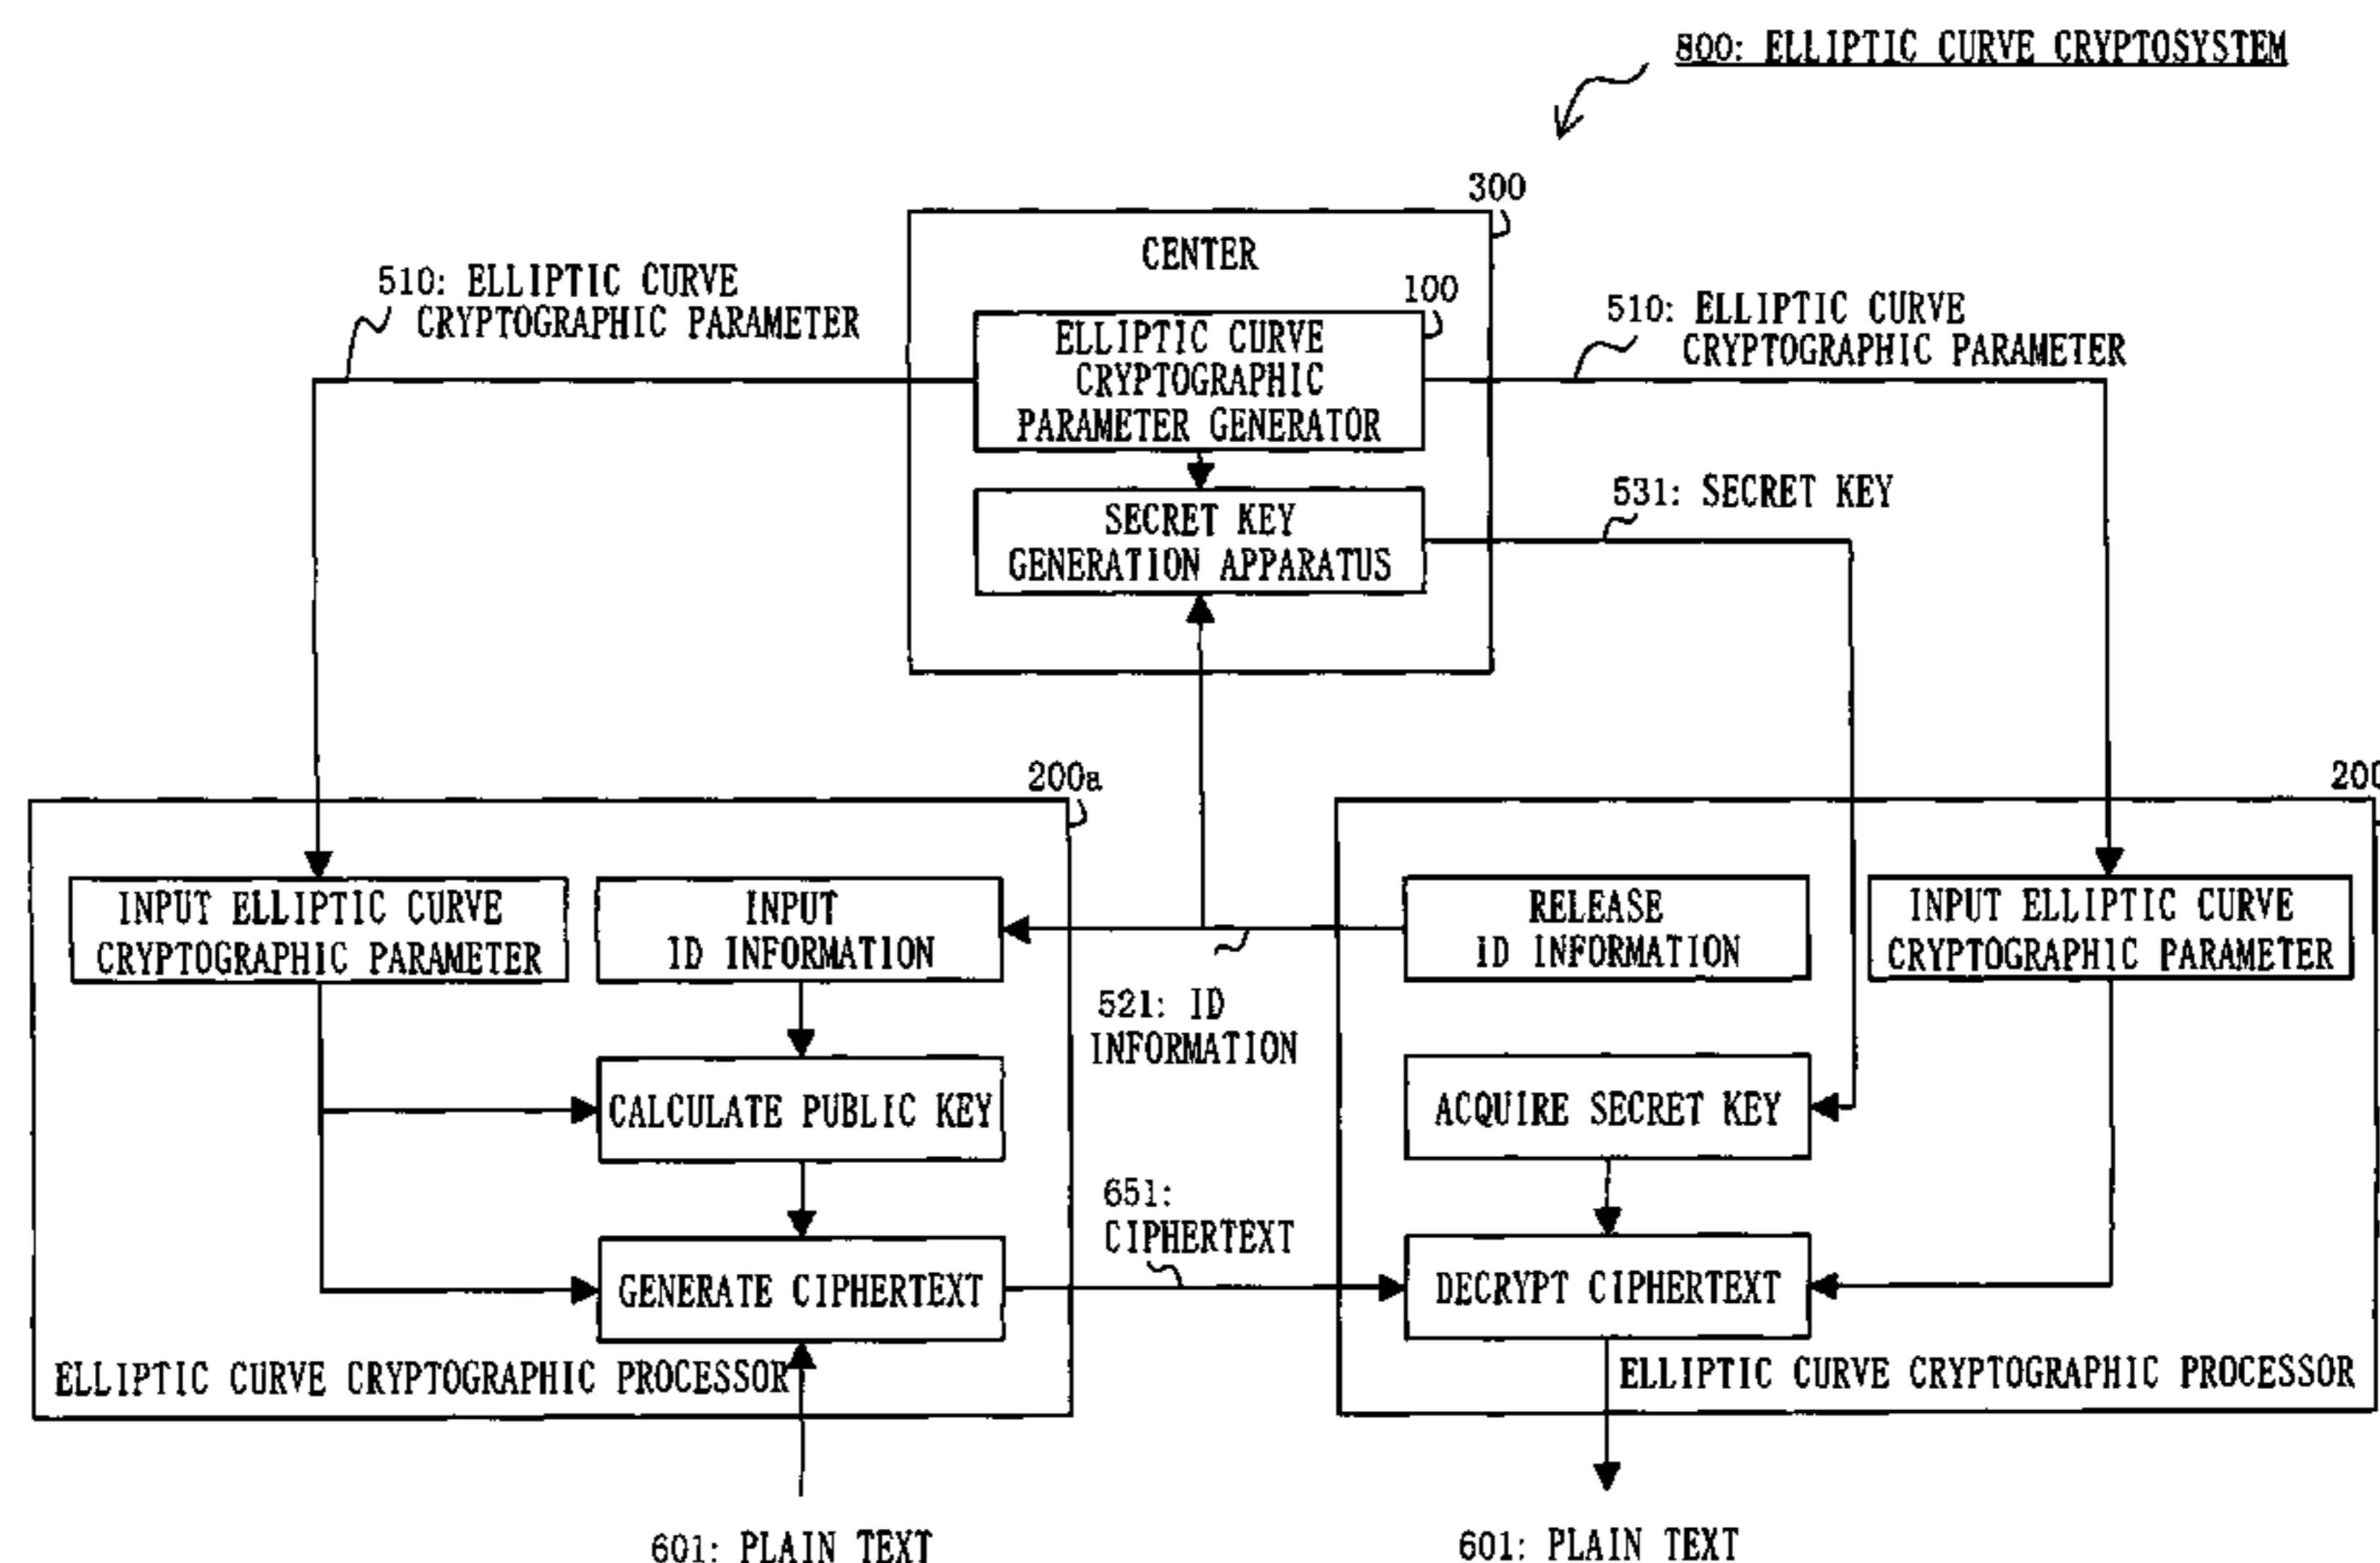 800: ELLIPTIC CURVE CRYPTOSYSTEM
300
CENTER
510: ELLIPTIC CURVE
CRYPTOGRAPHIC PARAMETER
100
ELLIPTIC CURVE
CRYPTOGRAPHIC
PARAMETER GENERATOR
510: ELLIPTIC CURVE
CRYPTOGRAPHIC PARAMETER
SECRET KEY
GENERATION APPARATUS
531: SECRET KEY
200a
200
INPUT ELLIPTIC CURVE
CRYPTOGRAPHIC PARAMETER
INPUT
ID INFORMATION
RELEASE
ID INFORMATION
INPUT ELLIPTIC CURVE
CRYPTOGRAPHIC PARAMETER
521: ID
INFORMATION
CALCULATE PUBLIC KEY
ACQUIRE SECRET KEY
651:
CIPHERTEXT
GENERATE CIPHERTEXT
DECRYPT CIPHERTEXT
ELLIPTIC CURVE CRYPTOGRAPHIC PROCESSOR
ELLIPTIC CURVE CRYPTOGRAPHIC PROCESSOR
601: PLAIN TEXT
601: PLAIN TEXT